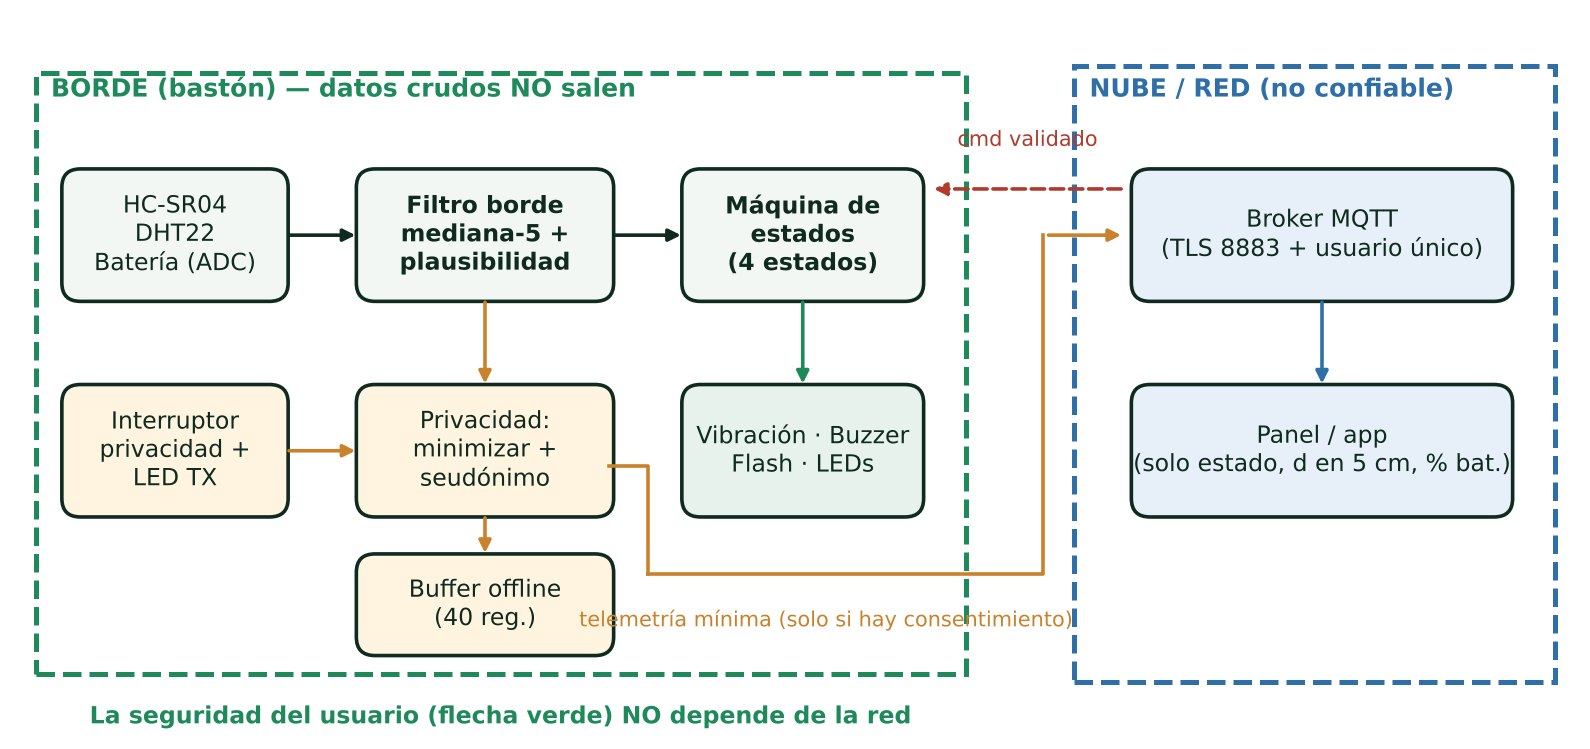 BORDE (bastón) — datos crudos NO salen
NUBE / RED (no confiable)
cmd validado
HC-SR04
DHT22
Batería (ADC)
Filtro borde
mediana-5 +
plausibilidad
Máquina de
estados
(4 estados)
Broker MQTT
(TLS 8883 + usuario único)
Interruptor
privacidad +
LED TX
Privacidad:
minimizar +
seudónimo
Vibración · Buzzer
Flash · LEDs
Panel / app
(solo estado, d en 5 cm, % bat.)
Buffer offline
(40 reg.)
telemetría mínima (solo si hay consentimiento)
La seguridad del usuario (flecha verde) NO depende de la red